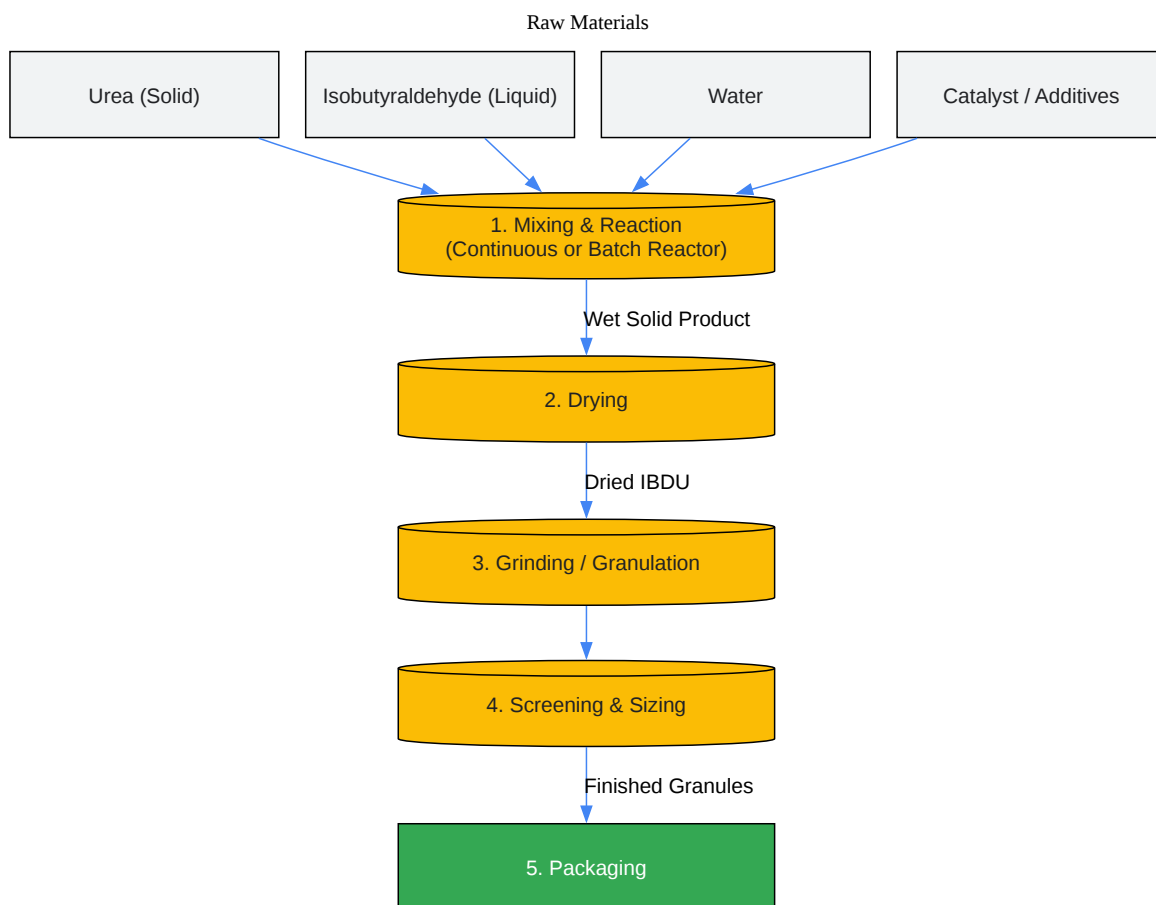 Raw Materials
Urea (Solid)
Isobutyraldehyde (Liquid)
Water
Catalyst / Additives
1. Mixing & Reaction
(Continuous or Batch Reactor)
Wet Solid Product
2. Drying
Dried IBDU
3. Grinding / Granulation
4. Screening & Sizing
Finished Granules
5. Packaging